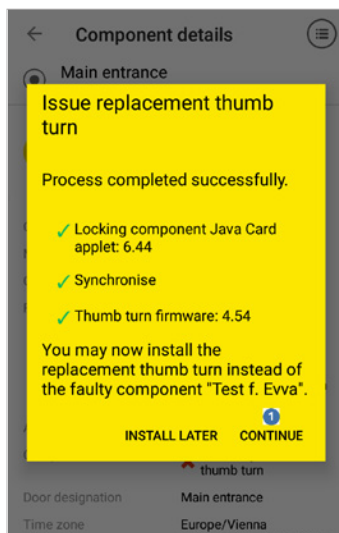 Component details
Main entrance
Issue replacement thumb
turn
Process completed successfully.
✓ Locking component Java Card
applet: 6.44
✓ Synchronise
✓ Thumb turn firmware: 4.54
You may now install the
replacement thumb turn instead of
the faulty component "Test f. Evva".
1
INSTALL LATER CONTINUE
thumb turn
Door designation Main entrance
Time zone Europe/Vienna